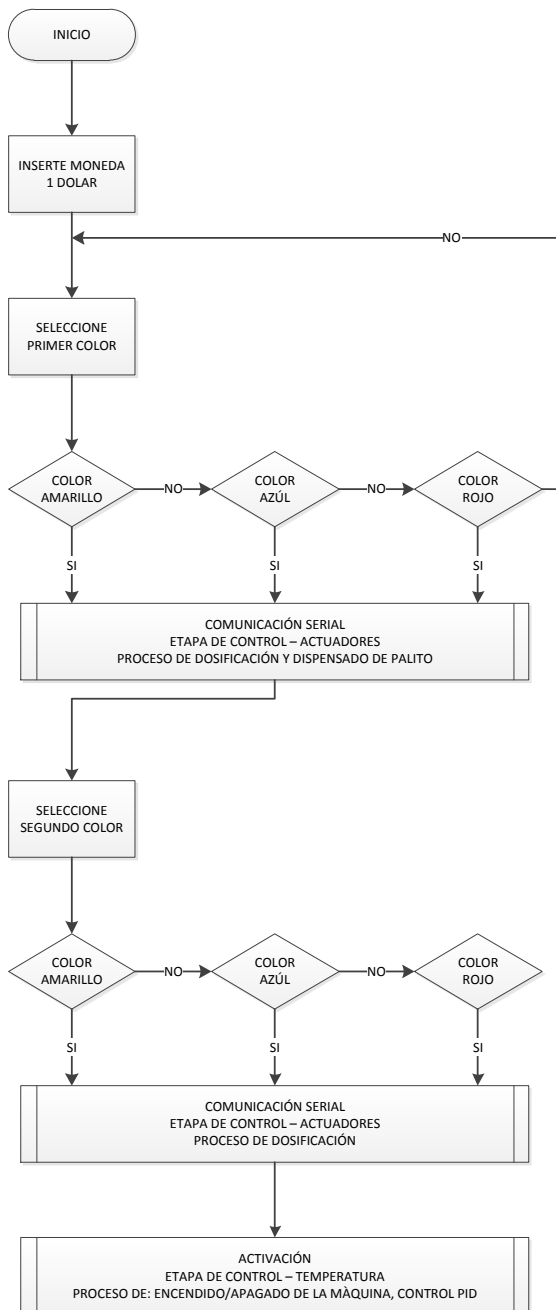 INICIO
INSERTE MONEDA
1 DOLAR
NO
SELECCIONE
PRIMER COLOR
COLOR
AMARILLO
NO
COLOR
AZÚL
NO
COLOR
ROJO
SI
SI
SI
COMUNICACIÓN SERIAL
ETAPA DE CONTROL – ACTUADORES
PROCESO DE DOSIFICACIÓN Y DISPENSADO DE PALITO
SELECCIONE
SEGUNDO COLOR
COLOR
AMARILLO
NO
COLOR
AZÚL
NO
COLOR
ROJO
SI
SI
SI
COMUNICACIÓN SERIAL
ETAPA DE CONTROL – ACTUADORES
PROCESO DE DOSIFICACIÓN
ACTIVACIÓN
ETAPA DE CONTROL – TEMPERATURA
PROCESO DE: ENCENDIDO/APAGADO DE LA MÀQUINA, CONTROL PID